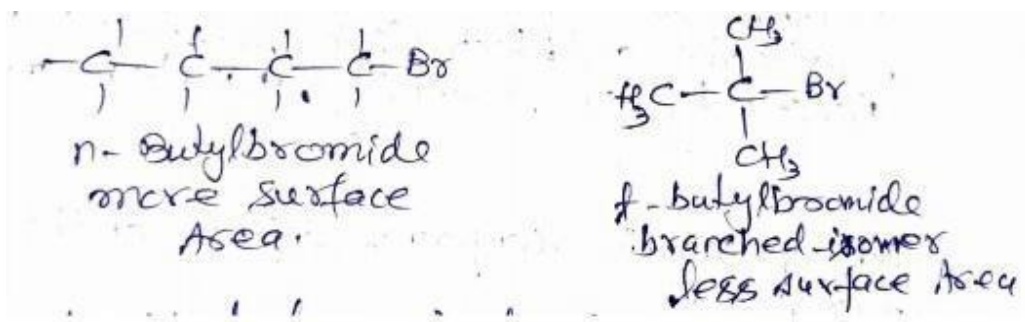 C — C — C — C — Br
n- Butylbromide
more surface
Area.
CH3
H3C — C — Br
CH3
t-butylbromide
branched isomer
less surface Area